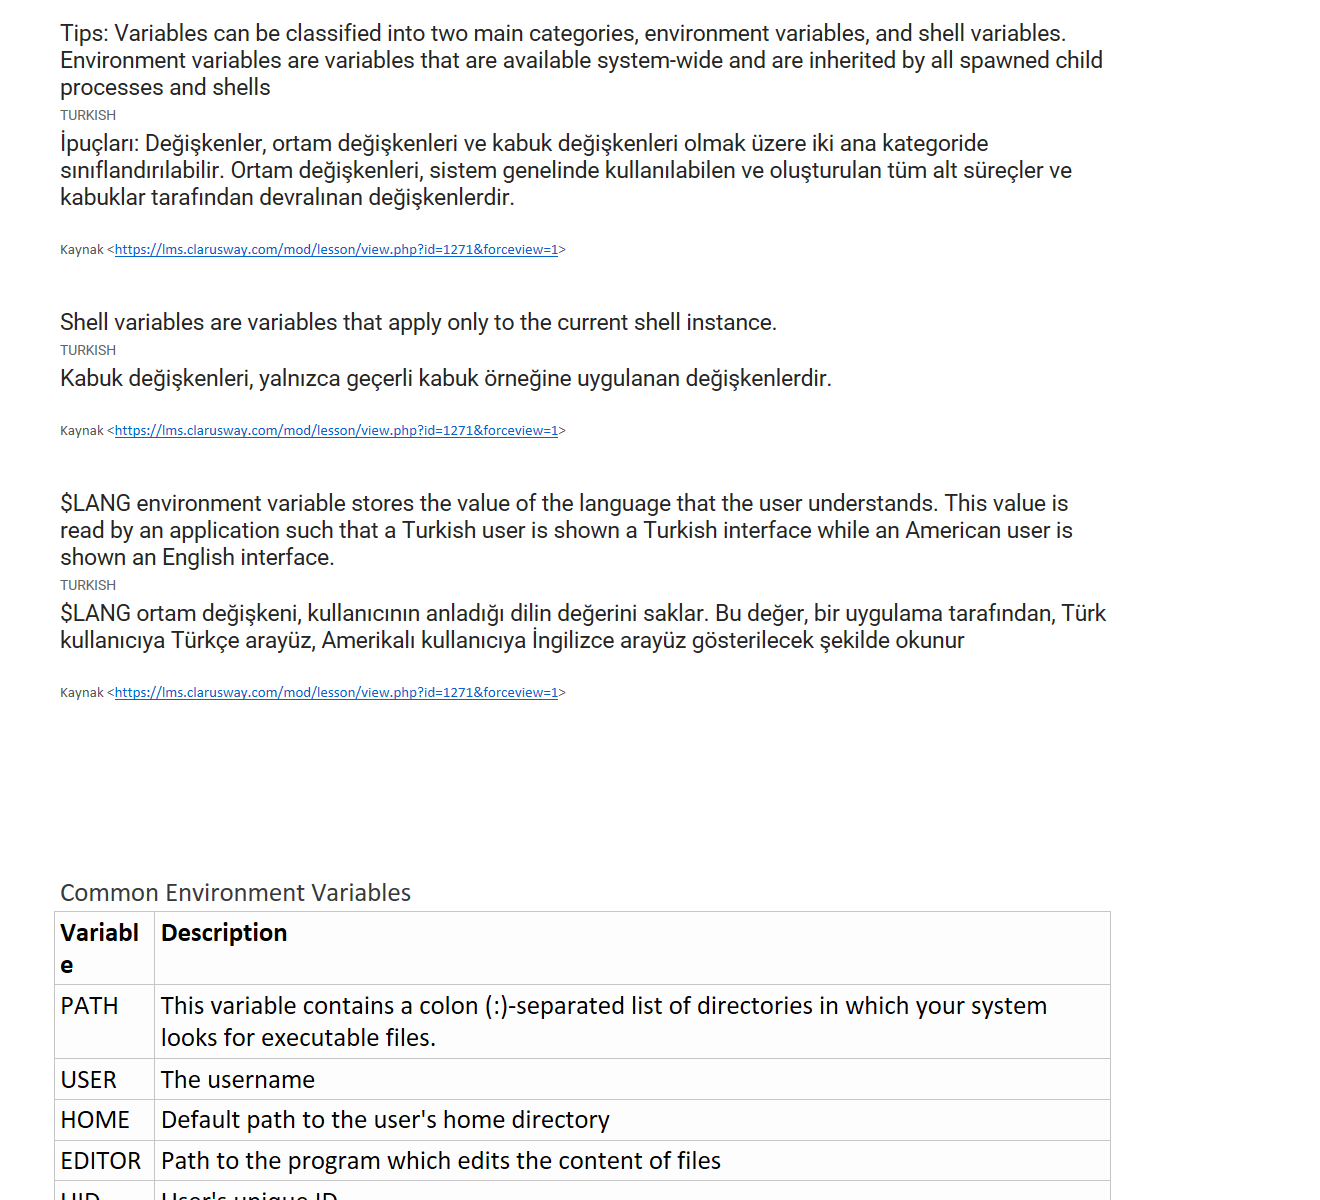 Tips: Variables can be classified into two main categories, environment variables, and shell variables.
Environment variables are variables that are available system-wide and are inherited by all spawned child
processes and shells
TURKISH
İpuçları: Değişkenler, ortam değişkenleri ve kabuk değişkenleri olmak üzere iki ana kategoride
sınıflandırılabilir. Ortam değişkenleri, sistem genelinde kullanılabilen ve oluşturulan tüm alt süreçler ve
kabuklar tarafından devralınan değişkenlerdir.
Kaynak <https://lms.clarusway.com/mod/lesson/view.php?id=1271&forceview=1>
Shell variables are variables that apply only to the current shell instance.
TURKISH
Kabuk değişkenleri, yalnızca geçerli kabuk örneğine uygulanan değişkenlerdir.
Kaynak <https://lms.clarusway.com/mod/lesson/view.php?id=1271&forceview=1>
$LANG environment variable stores the value of the language that the user understands. This value is
read by an application such that a Turkish user is shown a Turkish interface while an American user is
shown an English interface.
TURKISH
$LANG ortam değişkeni, kullanıcının anladığı dilin değerini saklar. Bu değer, bir uygulama tarafından, Türk
kullanıcıya Türkçe arayüz, Amerikalı kullanıcıya İngilizce arayüz gösterilecek şekilde okunur
Kaynak <https://lms.clarusway.com/mod/lesson/view.php?id=1271&forceview=1>
Common Environment Variables
Variabl Description
e
PATH This variable contains a colon (:)-separated list of directories in which your system
looks for executable files.
USER The username
HOME Default path to the user's home directory
EDITOR Path to the program which edits the content of files
UID User's unique ID